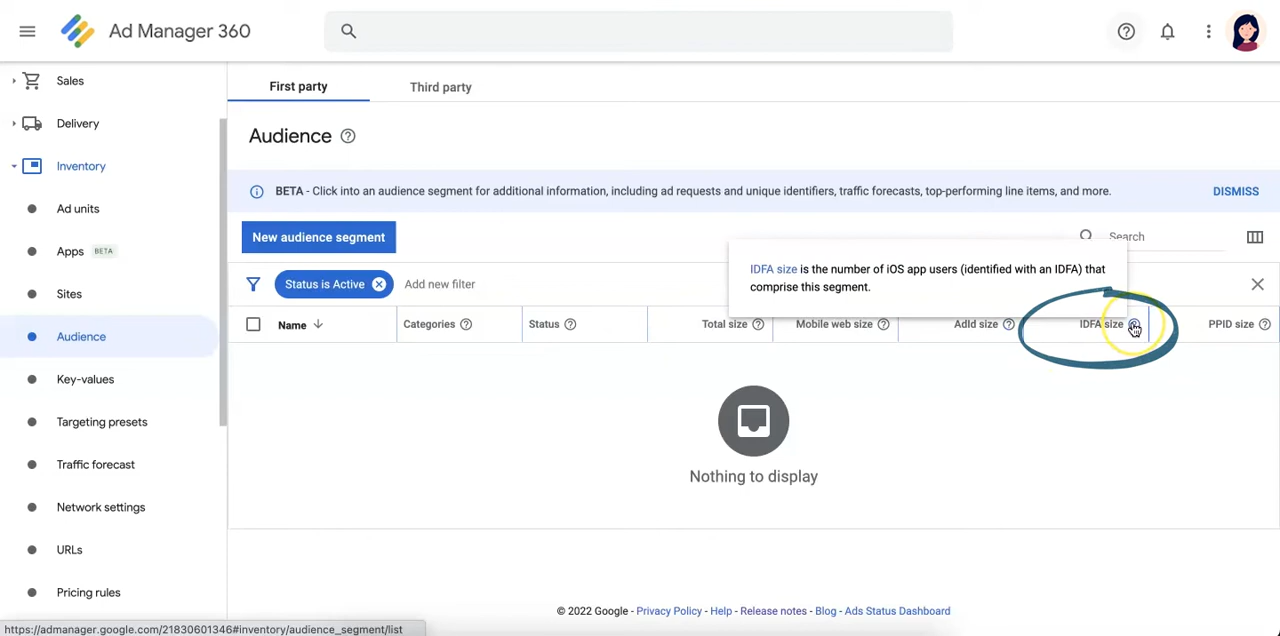 Ad Manager 360
Sales
Delivery
Inventory
Ad units
Apps BETA
Sites
Audience
Key-values
Targeting presets
Traffic forecast
Network settings
URLs
Pricing rules
First party
Third party
Audience
BETA - Click into an audience segment for additional information, including ad requests and unique identifiers, traffic forecasts, top-performing line items, and more.
DISMISS
New audience segment
Search
IDFA size is the number of iOS app users (identified with an IDFA) that
comprise this segment.
Status is Active
Add new filter
Name
Categories
Status
Total size
Mobile web size
AdId size
IDFA size
PPID size
Nothing to display
© 2022 Google - Privacy Policy - Help - Release notes - Blog - Ads Status Dashboard
https://admanager.google.com/21830601346#inventory/audience_segment/list